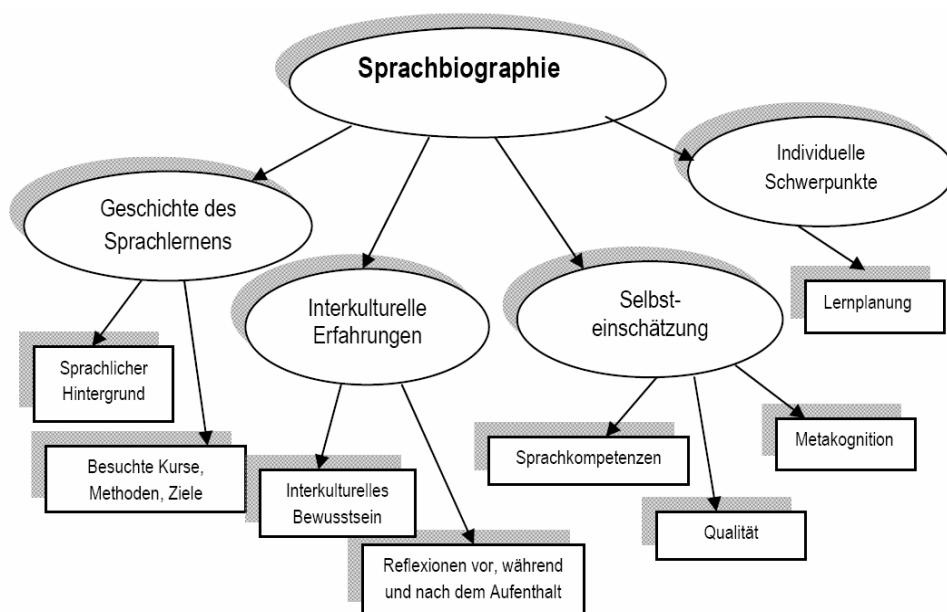 Sprachbiographie
Individuelle
Schwerpunkte
Geschichte des
Sprachlernens
Interkulturelle
Erfahrungen
Selbst-
einschätzung
Lernplanung
Sprachlicher
Hintergrund
Besuchte Kurse,
Methoden, Ziele
Interkulturelles
Bewusstsein
Reflexionen vor, während
und nach dem Aufenthalt
Sprachkompetenzen
Qualität
Metakognition